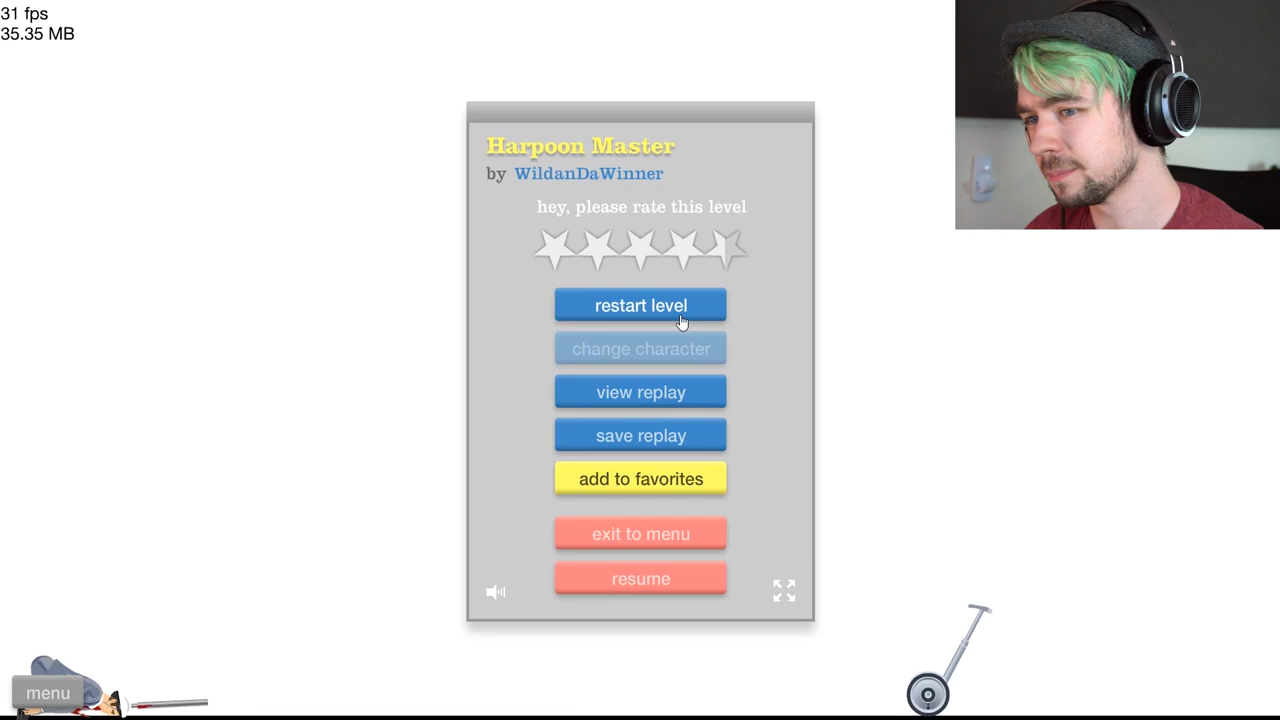 31 fps
35.35 MB
Harpoon Master
by WildanDaWinner
hey, please rate this level
restart level
change character
view replay
save replay
add to favorites
exit to menu
resume
menu